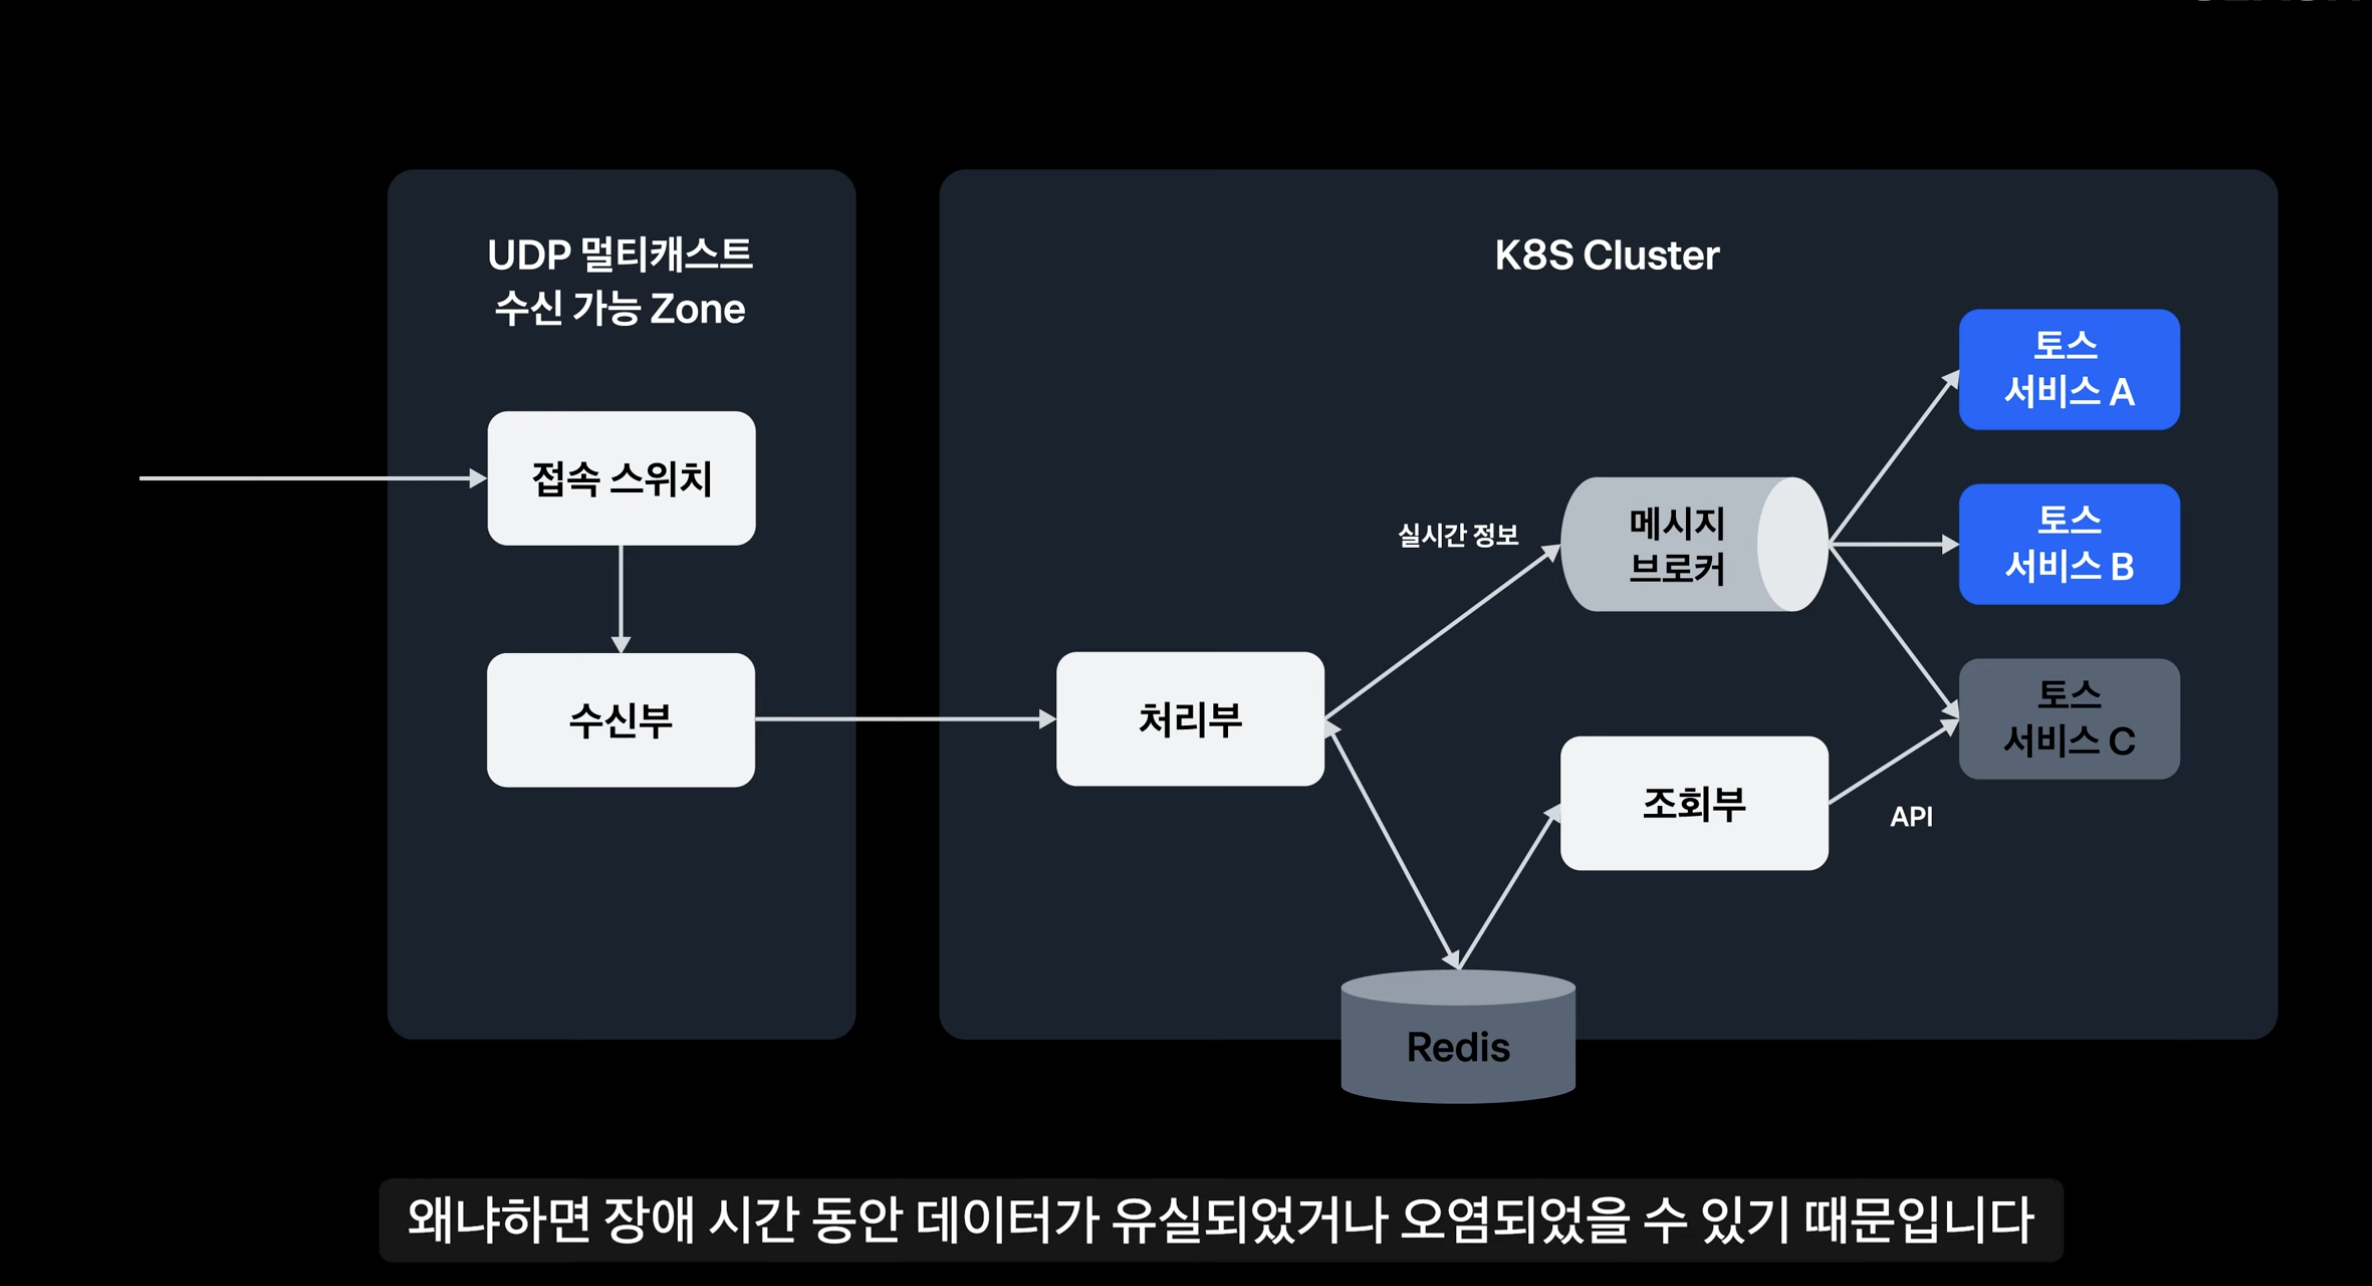 UDP 멀티캐스트
수신 가능 Zone
K8S Cluster
접속 스위치
수신부
처리부
실시간 정보
메시지
브로커
토스
서비스 A
토스
서비스 B
토스
서비스 C
조회부
API
Redis
왜냐하면 장애 시간 동안 데이터가 유실되었거나 오염되었을 수 있기 때문입니다